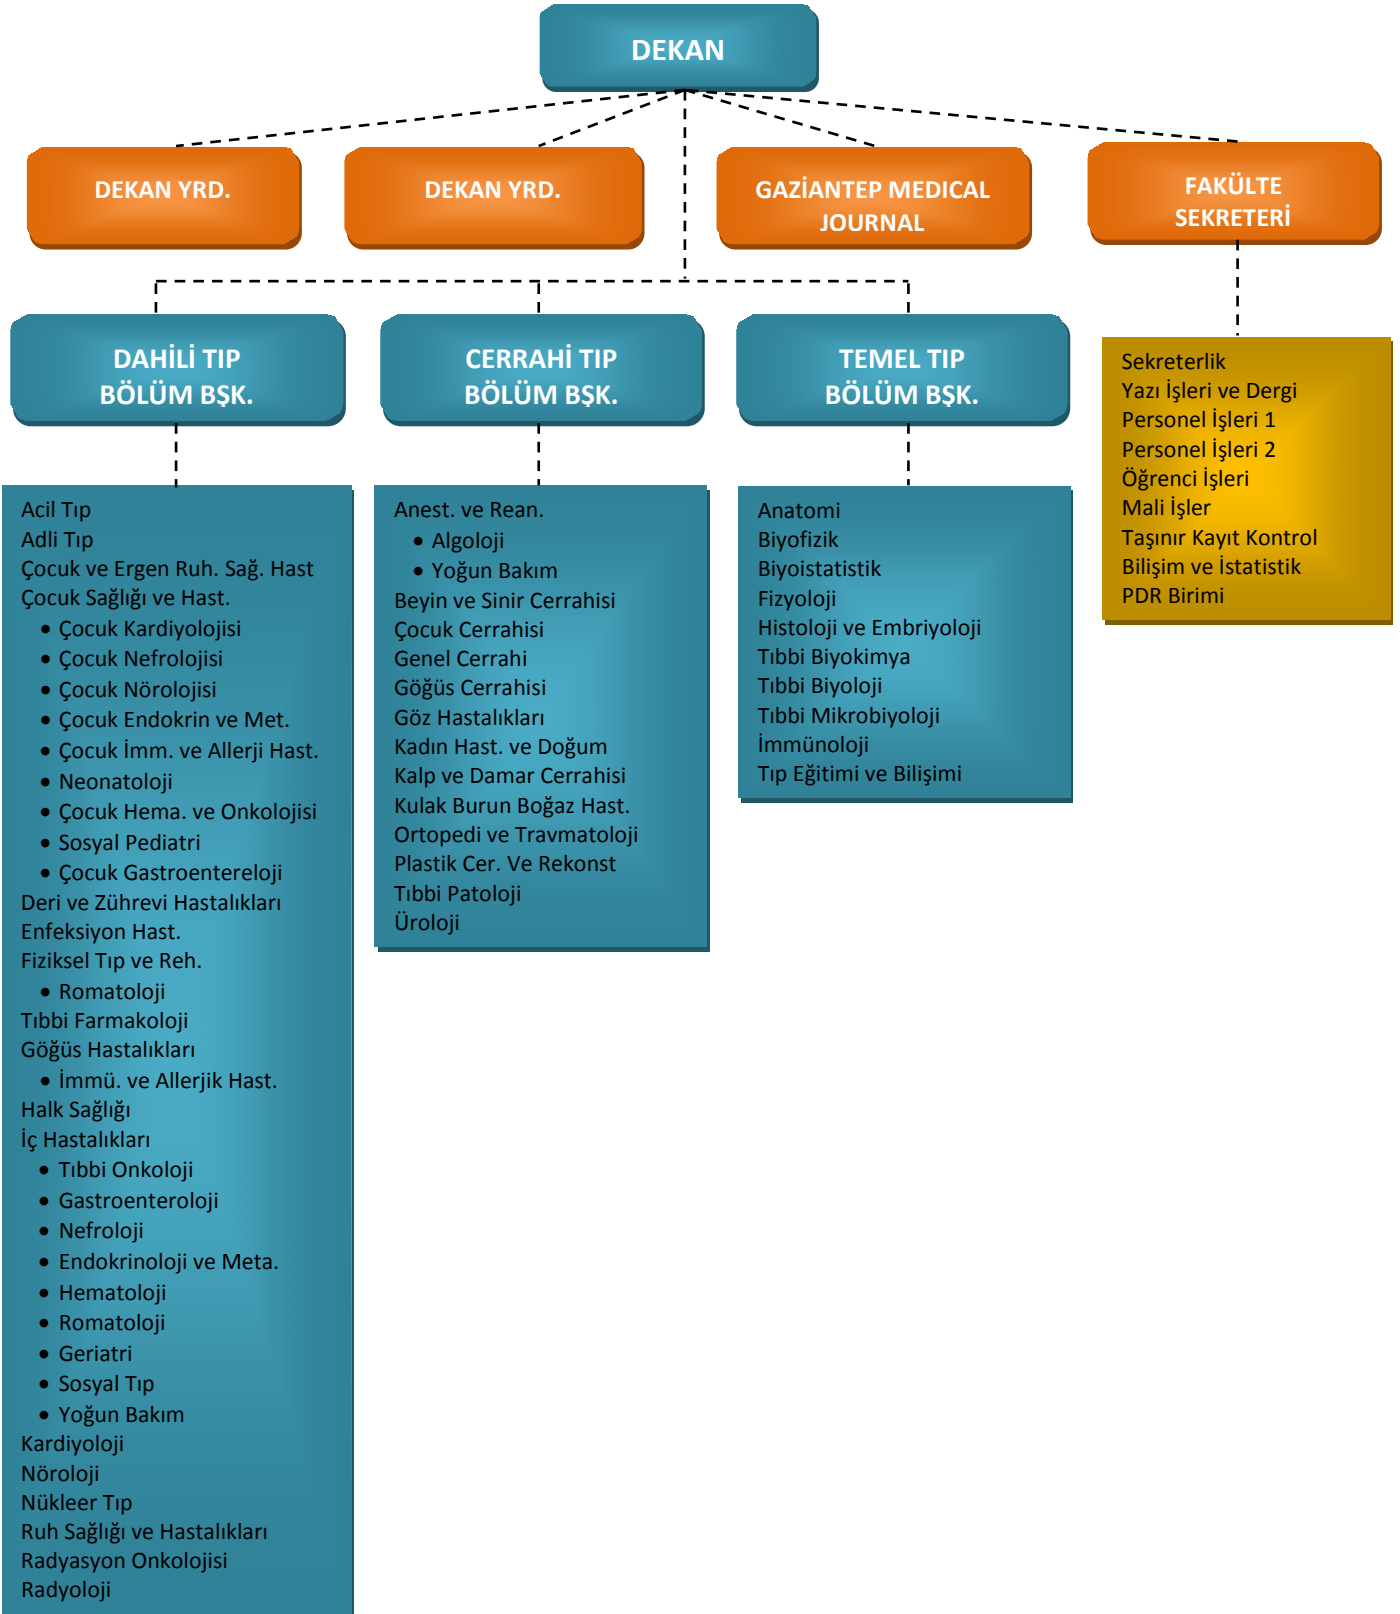 DEKAN
DEKAN YRD.
DEKAN YRD.
GAZİANTEP MEDICAL
JOURNAL
FAKÜLTE
SEKRETERİ
DAHİLİ TIP
BÖLÜM BŞK.
CERRAHİ TIP
BÖLÜM BŞK.
TEMEL TIP
BÖLÜM BŞK.
Sekreterlik
Yazı İşleri ve Dergi
Personel İşleri 1
Personel İşleri 2
Öğrenci İşleri
Mali İşler
Taşınır Kayıt Kontrol
Bilişim ve İstatistik
PDR Birimi
Acil Tıp
Adli Tıp
Çocuk ve Ergen Ruh. Sağ. Hast
Çocuk Sağlığı ve Hast.
• Çocuk Kardiyolojisi
• Çocuk Nefrolojisi
• Çocuk Nörolojisi
• Çocuk Endokrin ve Met.
• Çocuk İmm. ve Allerji Hast.
• Neonatoloji
• Çocuk Hema. ve Onkolojisi
• Sosyal Pediatri
• Çocuk Gastroentereloji
Deri ve Zührevi Hastalıkları
Enfeksiyon Hast.
Fiziksel Tıp ve Reh.
• Romatoloji
Tıbbi Farmakoloji
Göğüs Hastalıkları
• İmmü. ve Allerjik Hast.
Halk Sağlığı
İç Hastalıkları
• Tıbbi Onkoloji
• Gastroenteroloji
• Nefroloji
• Endokrinoloji ve Meta.
• Hematoloji
• Romatoloji
• Geriatri
• Sosyal Tıp
• Yoğun Bakım
Kardiyoloji
Nöroloji
Nükleer Tıp
Ruh Sağlığı ve Hastalıkları
Radyasyon Onkolojisi
Radyoloji
Anest. ve Rean.
• Algoloji
• Yoğun Bakım
Beyin ve Sinir Cerrahisi
Çocuk Cerrahisi
Genel Cerrahi
Göğüs Cerrahisi
Göz Hastalıkları
Kadın Hast. ve Doğum
Kalp ve Damar Cerrahisi
Kulak Burun Boğaz Hast.
Ortopedi ve Travmatoloji
Plastik Cer. Ve Rekonst
Tıbbi Patoloji
Üroloji
Anatomi
Biyofizik
Biyoistatistik
Fizyoloji
Histoloji ve Embriyoloji
Tıbbi Biyokimya
Tıbbi Biyoloji
Tıbbi Mikrobiyoloji
İmmünoloji
Tıp Eğitimi ve Bilişimi